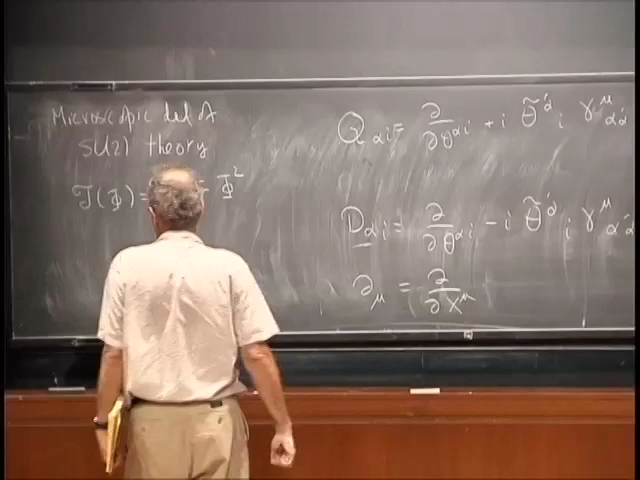 Microscopic def of
SU(2) theory
𝓕(Φ) = Φ²
Q_{αi} = ∂/∂θ^{αi} + i θ̃^{α̇}_i γ^μ_{αα̇}
D_{αi} = ∂/∂θ^{αi} − i θ̃^{α̇}_i γ^μ_{αα̇}
∂_μ = ∂/∂x^μ